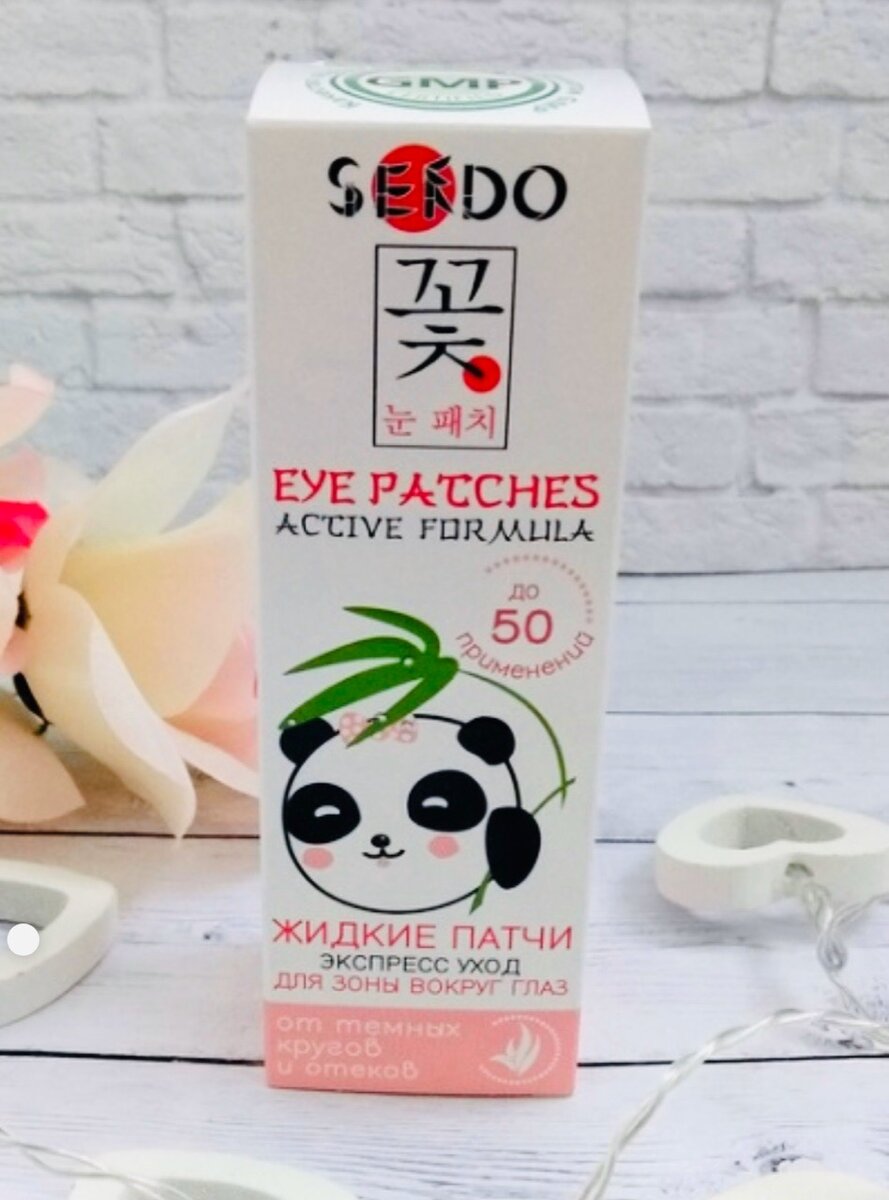 GMP
SENDO
꽃
눈 패치
EYE PATCHES
ACTIVE FORMULA
ДО
50
применений
ЖИДКИЕ ПАТЧИ
ЭКСПРЕСС УХОД
ДЛЯ ЗОНЫ ВОКРУГ ГЛАЗ
от темных
кругов
и отеков